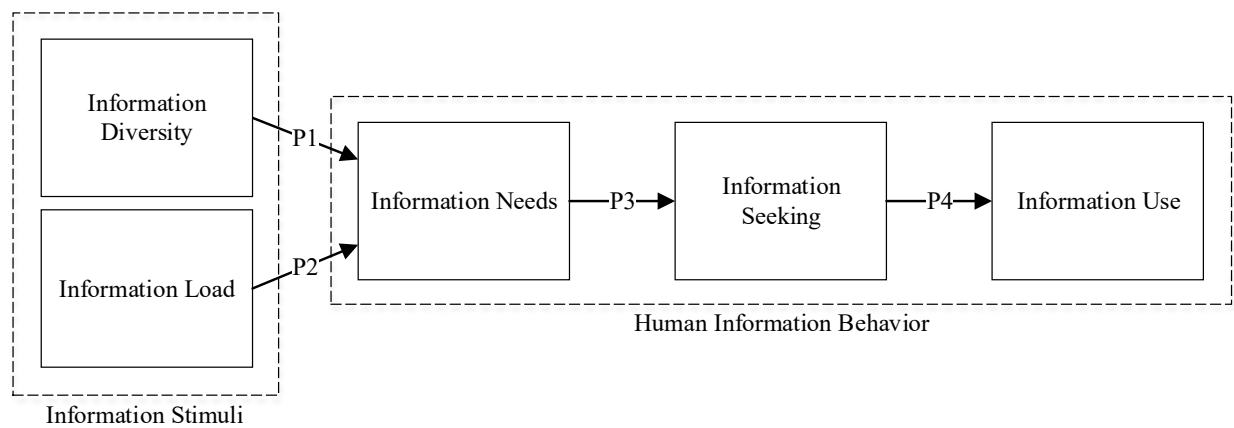 Information
Diversity
P1
Information Load
P2
Information Stimuli
Information Needs
P3
Information
Seeking
P4
Information Use
Human Information Behavior